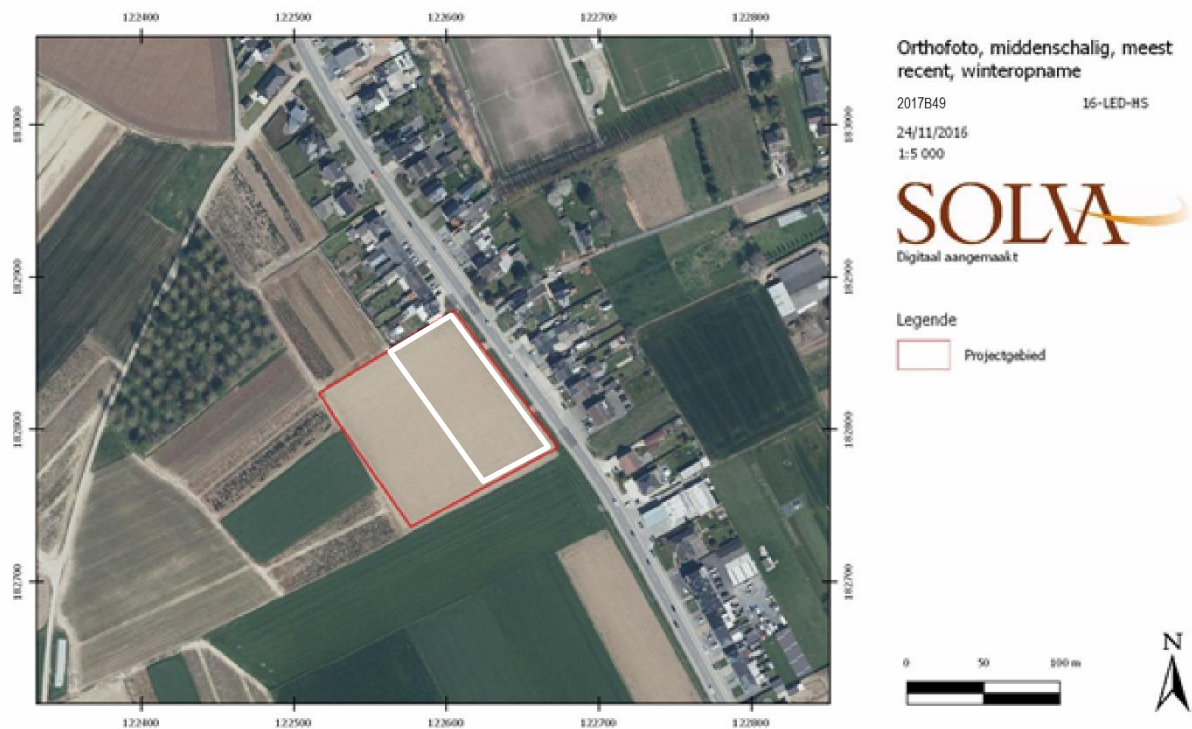 122400 122500 122600 122700 122800
183000 183000
182900 182900
182800 182800
182700 182700
122400 122500 122600 122700 122800
Orthofoto, middenschalig, meest
recent, winteropname
2017B49 16-LED-HS
24/11/2016
1:5 000
SOLVA
Digitaal aangemaakt
Legende
Projectgebied
0 50 100 m
N